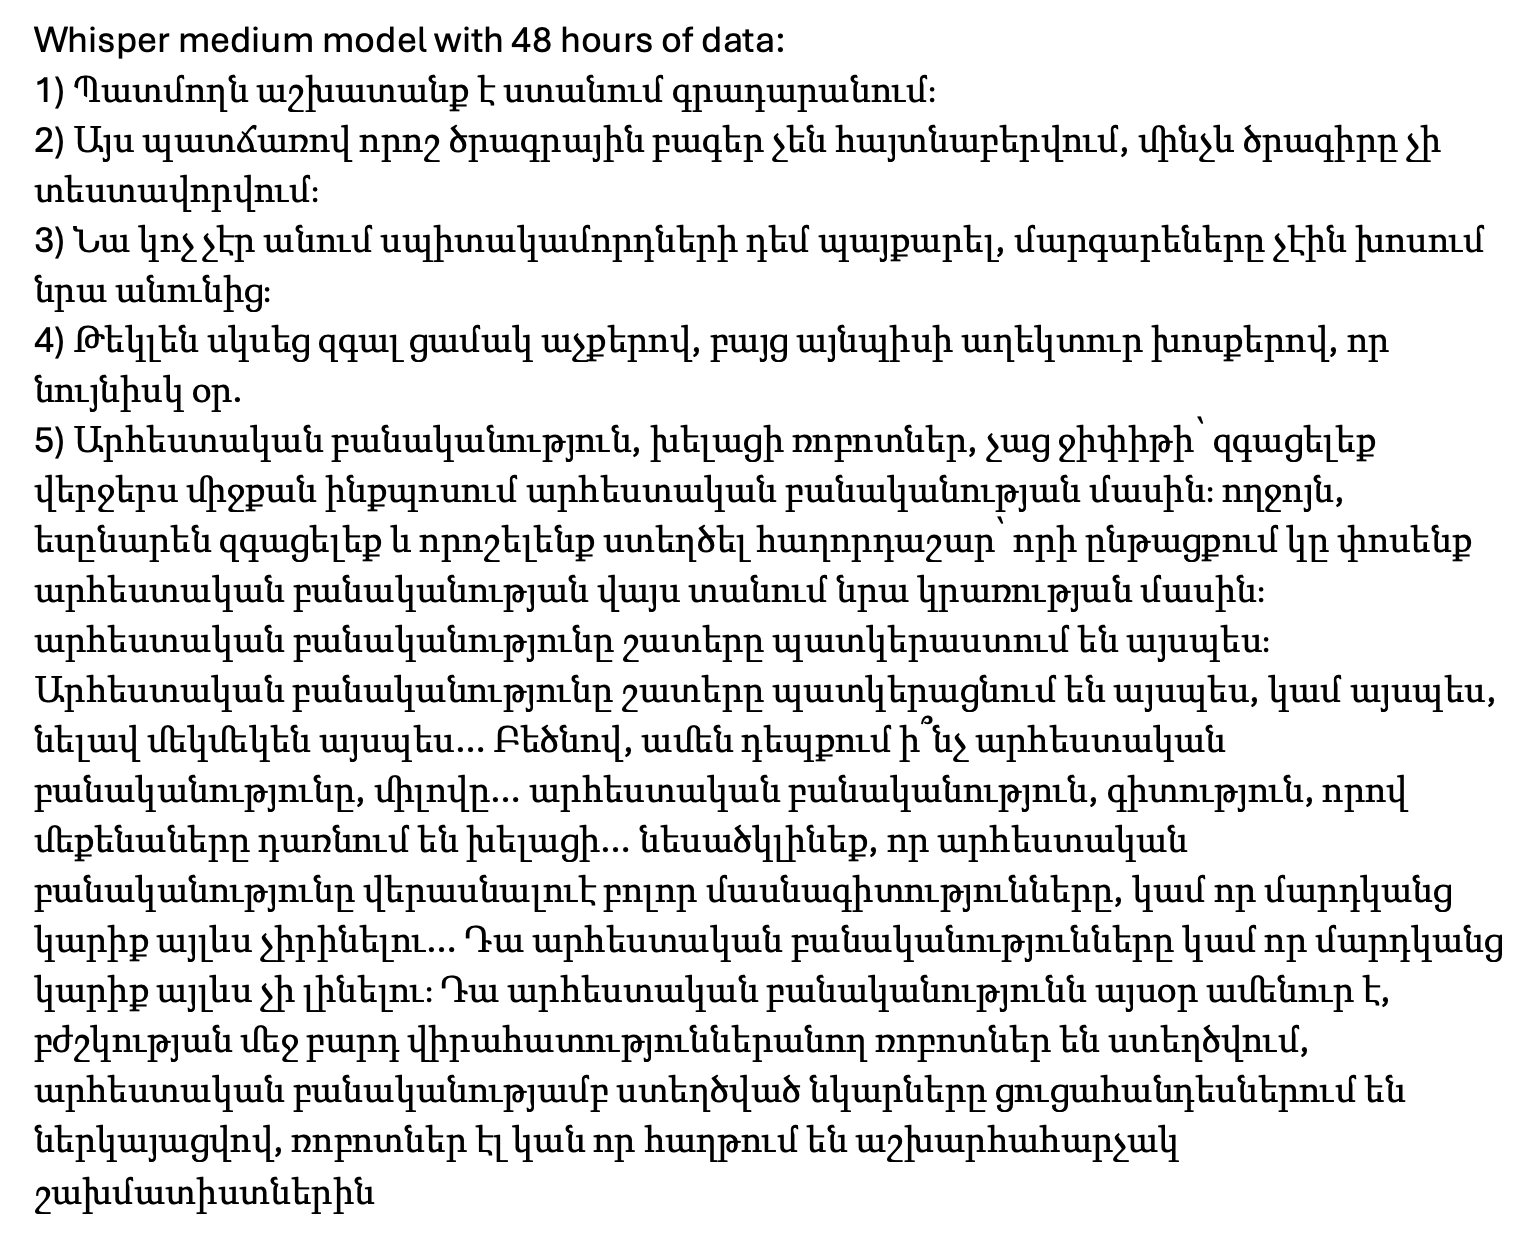 Whisper medium model with 48 hours of data:
1) Պատմողն աշխատանք է ստանում գրադարանում։
2) Այս պատճառով որոշ ծրագրային բագեր չեն հայտնաբերվում, մինչև ծրագիրը չի
տեստավորվում։
3) Նա կոչ չէր անում սպիտակամորդների դեմ պայքարել, մարգարեները չէին խոսում
նրա անունից։
4) Թեկլեն սկսեց զգալ ցամակ աչքերով, բայց այնպիսի աղեկտուր խոսքերով, որ
նույնիսկ օր.
5) Արհեստական բանականություն, խելացի ռոբոտներ, չաց ջիփիթի՝ զգացելեք
վերջերս միջքան ինքպոսում արհեստական բանականության մասին։ ողջոյն,
եսընարեն զգացելեք և որոշելենք ստեղծել հաղորդաշար՝ որի ընթացքում կը փոսենք
արհեստական բանականության վայս տանում նրա կրառության մասին։
արհեստական բանականությունը շատերը պատկերաստում են այսպես։
Արհեստական բանականությունը շատերը պատկերացնում են այսպես, կամ այսպես,
նելավ մեկմեկեն այսպես... Բեծնով, ամեն դեպքում ի՞նչ արհեստական
բանականությունը, միլովը... արհեստական բանականություն, գիտություն, որով
մեքենաները դառնում են խելացի... նեսածկլինեք, որ արհեստական
բանականությունը վերասնալուէ բոլոր մասնագիտությունները, կամ որ մարդկանց
կարիք այլևս չիրինելու... Դա արհեստական բանականությունները կամ որ մարդկանց
կարիք այլևս չի լինելու։ Դա արհեստական բանականությունն այսօր ամենուր է,
բժշկության մեջ բարդ վիրահատություններանող ռոբոտներ են ստեղծվում,
արհեստական բանականությամբ ստեղծված նկարները ցուցահանդեսներում են
ներկայացվով, ռոբոտներ էլ կան որ հաղթում են աշխարհահարչակ
շախմատիստներին